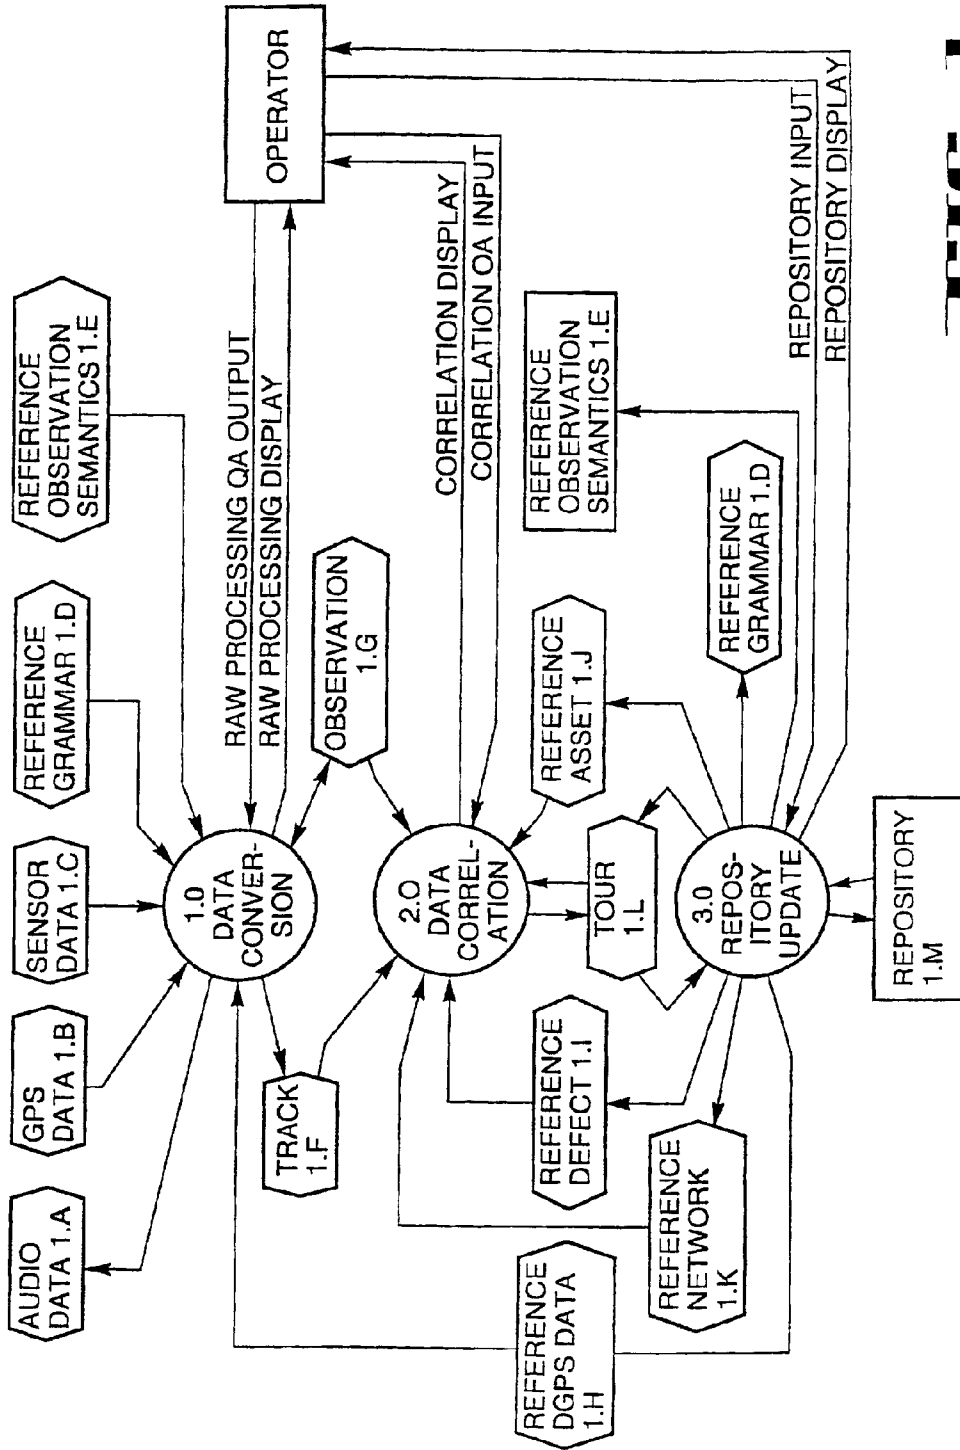 AUDIO
DATA 1.A
GPS
DATA 1.B
SENSOR
DATA 1.C
REFERENCE
GRAMMAR 1.D
REFERENCE
OBSERVATION
SEMANTICS 1.E
1.0
DATA
CONVER-
SION
RAW PROCESSING QA OUTPUT
RAW PROCESSING DISPLAY
OPERATOR
TRACK
1.F
OBSERVATION
1.G
2.O
DATA
CORREL-
ATION
CORRELATION DISPLAY
CORRELATION OA INPUT
REFERENCE
DGPS DATA
1.H
REFERENCE
DEFECT 1.I
TOUR
1.L
REFERENCE
ASSET 1.J
REFERENCE
OBSERVATION
SEMANTICS 1.E
REFERENCE
NETWORK
1.K
3.0
REPOS-
ITORY
UPDATE
REFERENCE
GRAMMAR 1.D
REPOSITORY INPUT
REPOSITORY DISPLAY
REPOSITORY
1.M